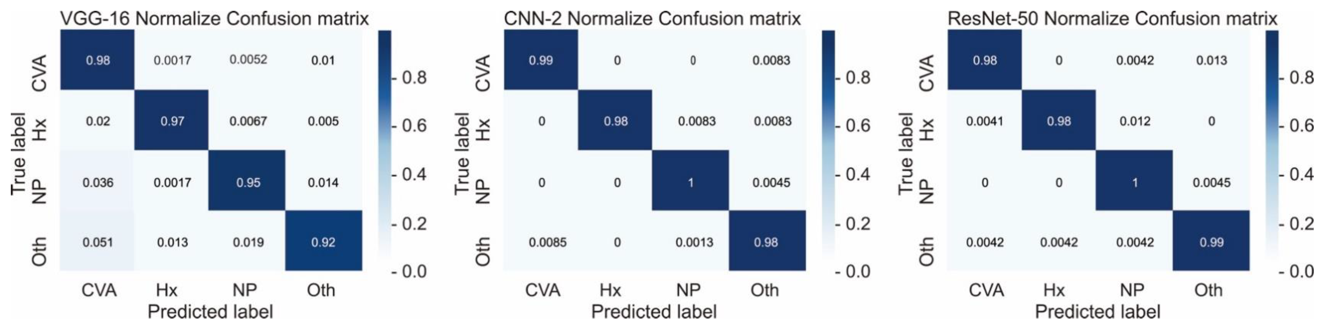 VGG-16 Normalize Confusion matrix
True label
CVA 0.98 0.0017 0.0052 0.01
Hx 0.02 0.97 0.0067 0.005
NP 0.036 0.0017 0.95 0.014
Oth 0.051 0.013 0.019 0.92
CVA Hx NP Oth
Predicted label
- 0.8
- 0.6
- 0.4
- 0.2
- 0.0
CNN-2 Normalize Confusion matrix
True label
CVA 0.99 0 0 0.0083
Hx 0 0.98 0.0083 0.0083
NP 0 0 1 0.0045
Oth 0.0085 0 0.0013 0.98
CVA Hx NP Oth
Predicted label
- 0.8
- 0.6
- 0.4
- 0.2
- 0.0
ResNet-50 Normalize Confusion matrix
True label
CVA 0.98 0 0.0042 0.013
Hx 0.0041 0.98 0.012 0
NP 0 0 1 0.0045
Oth 0.0042 0.0042 0.0042 0.99
CVA Hx NP Oth
Predicted label
- 0.8
- 0.6
- 0.4
- 0.2
- 0.0